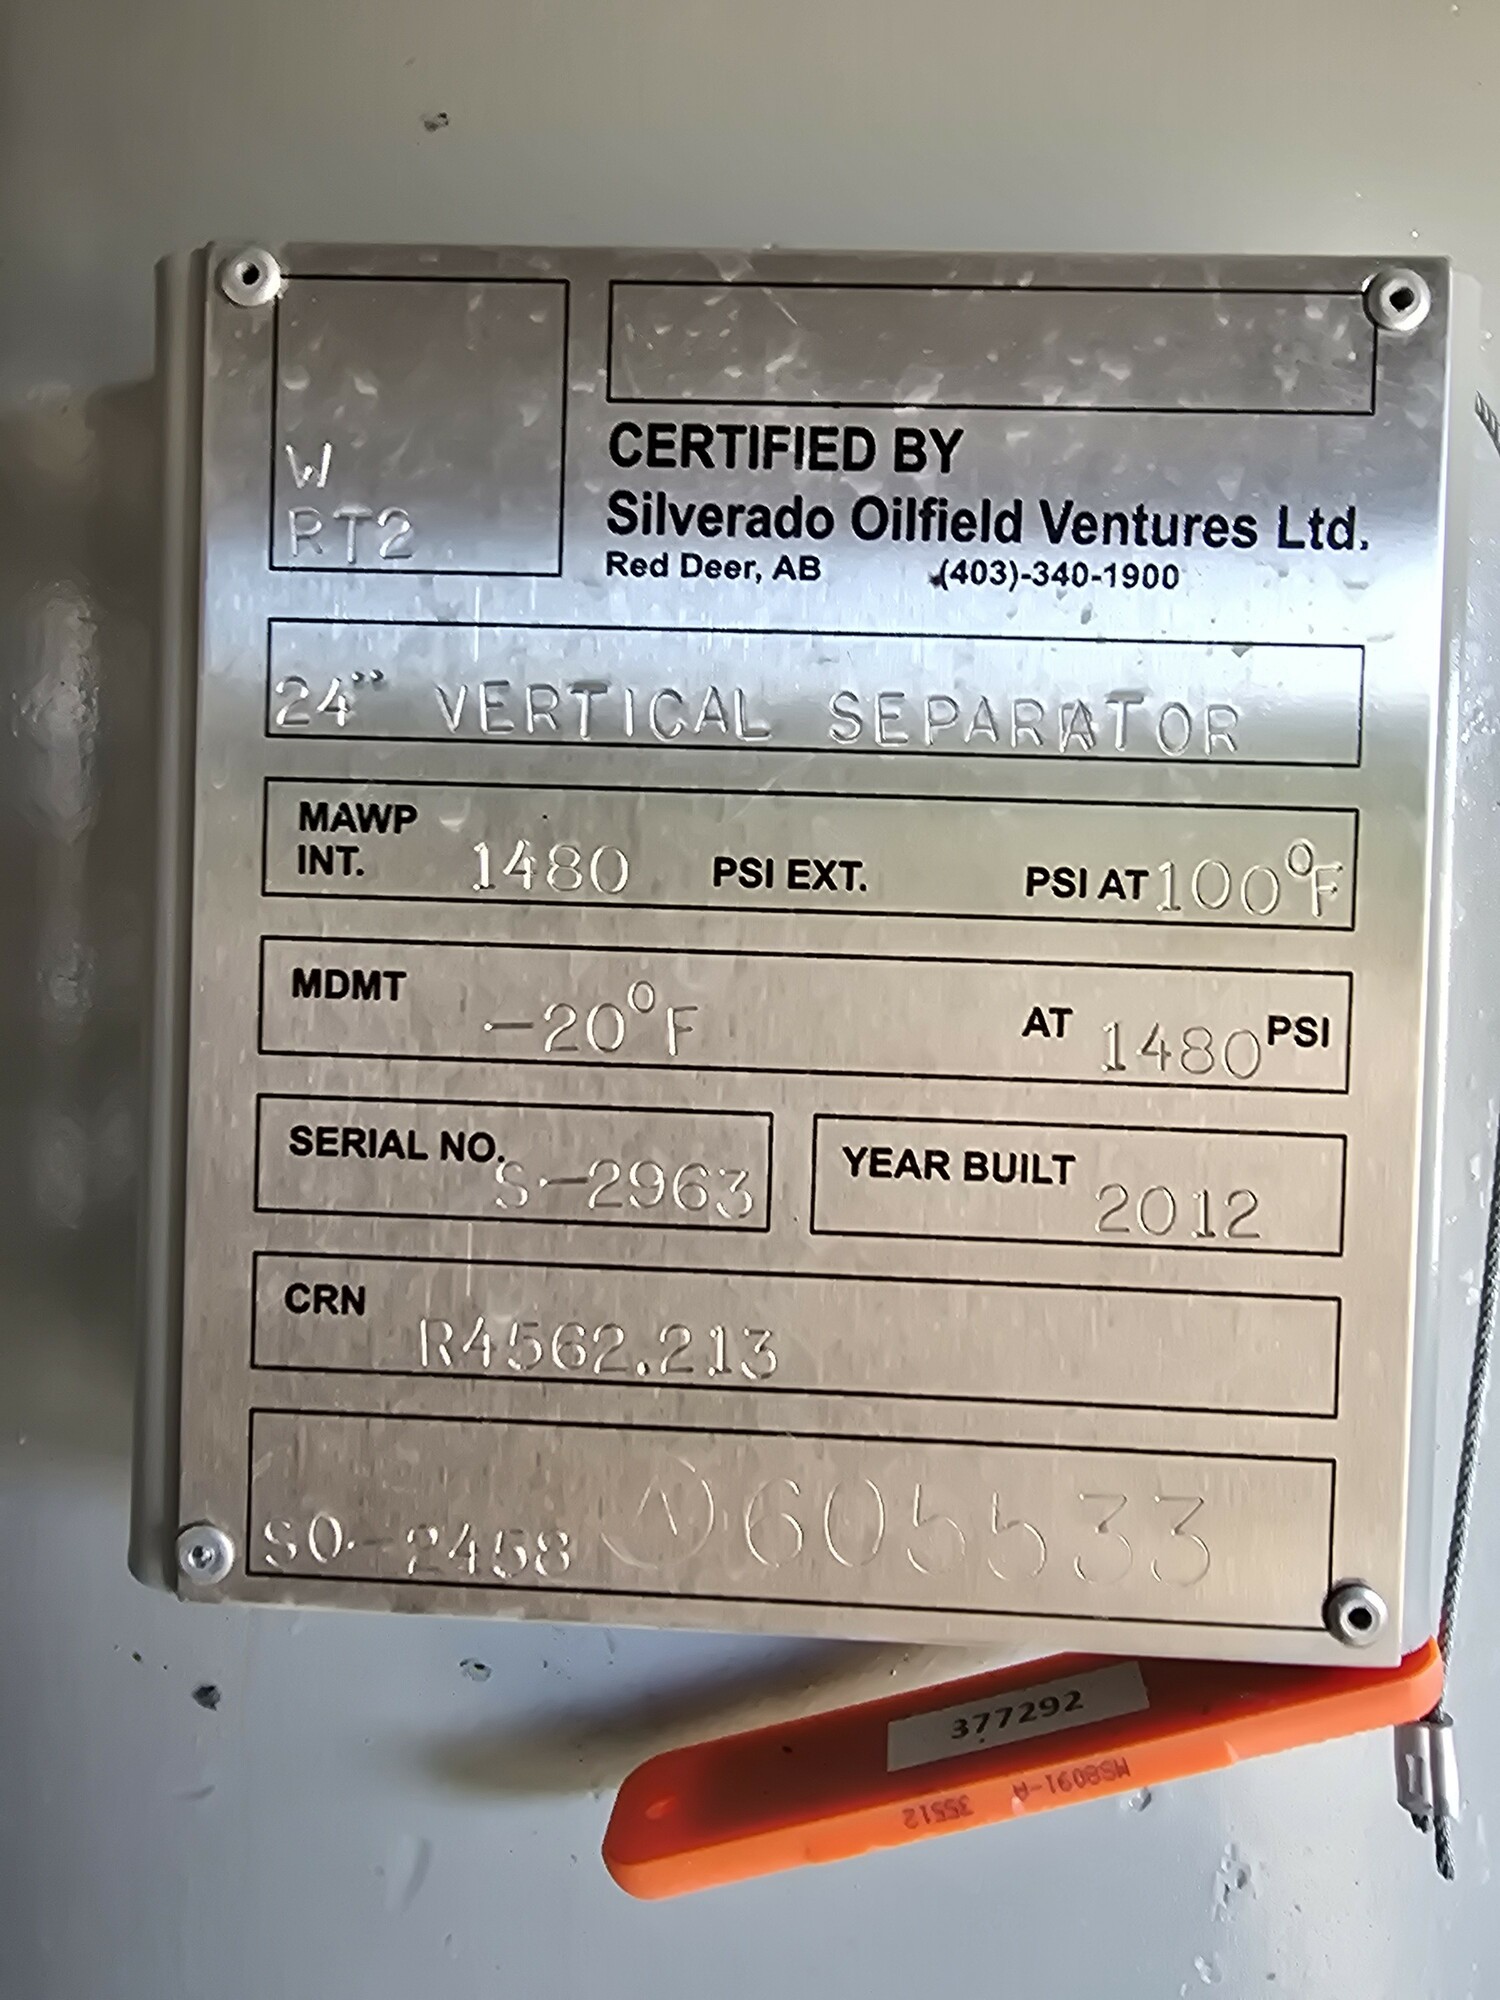 W
RT2
CERTIFIED BY
Silverado Oilfield Ventures Ltd.
Red Deer, AB (403)-340-1900
24" VERTICAL SEPARATOR
MAWP
INT. 1480 PSI EXT. PSI AT 100°F
MDMT -20°F AT 1480 PSI
SERIAL NO. S-2963
YEAR BUILT 2012
CRN R4562.213
SO-2458 A605533
377292
MS8091-A 35512